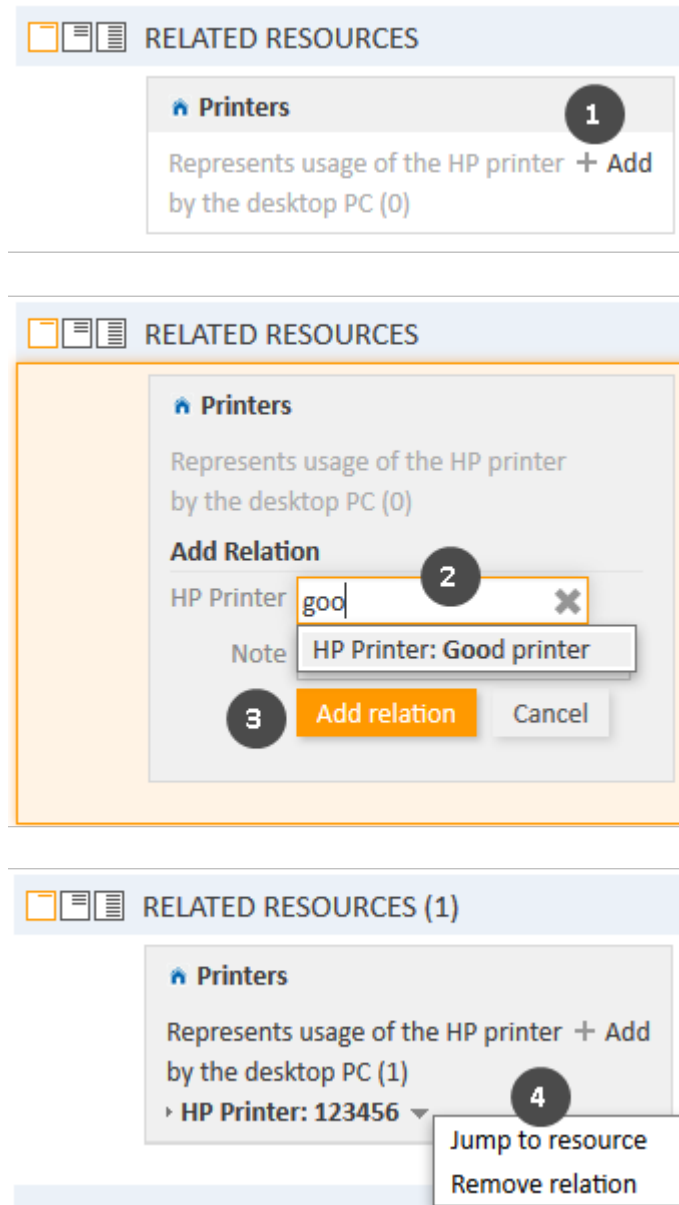 RELATED RESOURCES
Printers
1
Represents usage of the HP printer + Add
by the desktop PC (0)
RELATED RESOURCES
Printers
Represents usage of the HP printer
by the desktop PC (0)
Add Relation
2
HP Printer goo
Note HP Printer: Good printer
3 Add relation Cancel
RELATED RESOURCES (1)
Printers
Represents usage of the HP printer + Add
by the desktop PC (1)
4
HP Printer: 123456
Jump to resource
Remove relation